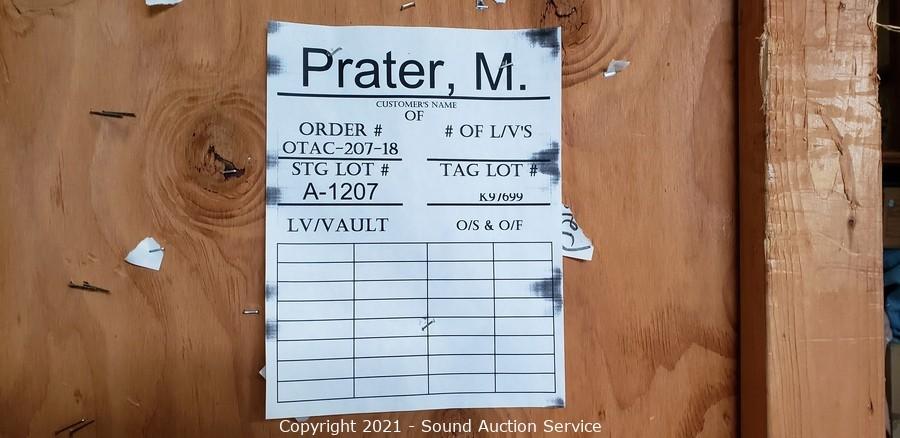 Prater, M.
CUSTOMER'S NAME
OF
ORDER # # OF L/V'S
OTAC-207-18
STG LOT # TAG LOT #
A-1207 K97699
LV/VAULT O/S & O/F
Copyright 2021 - Sound Auction Service